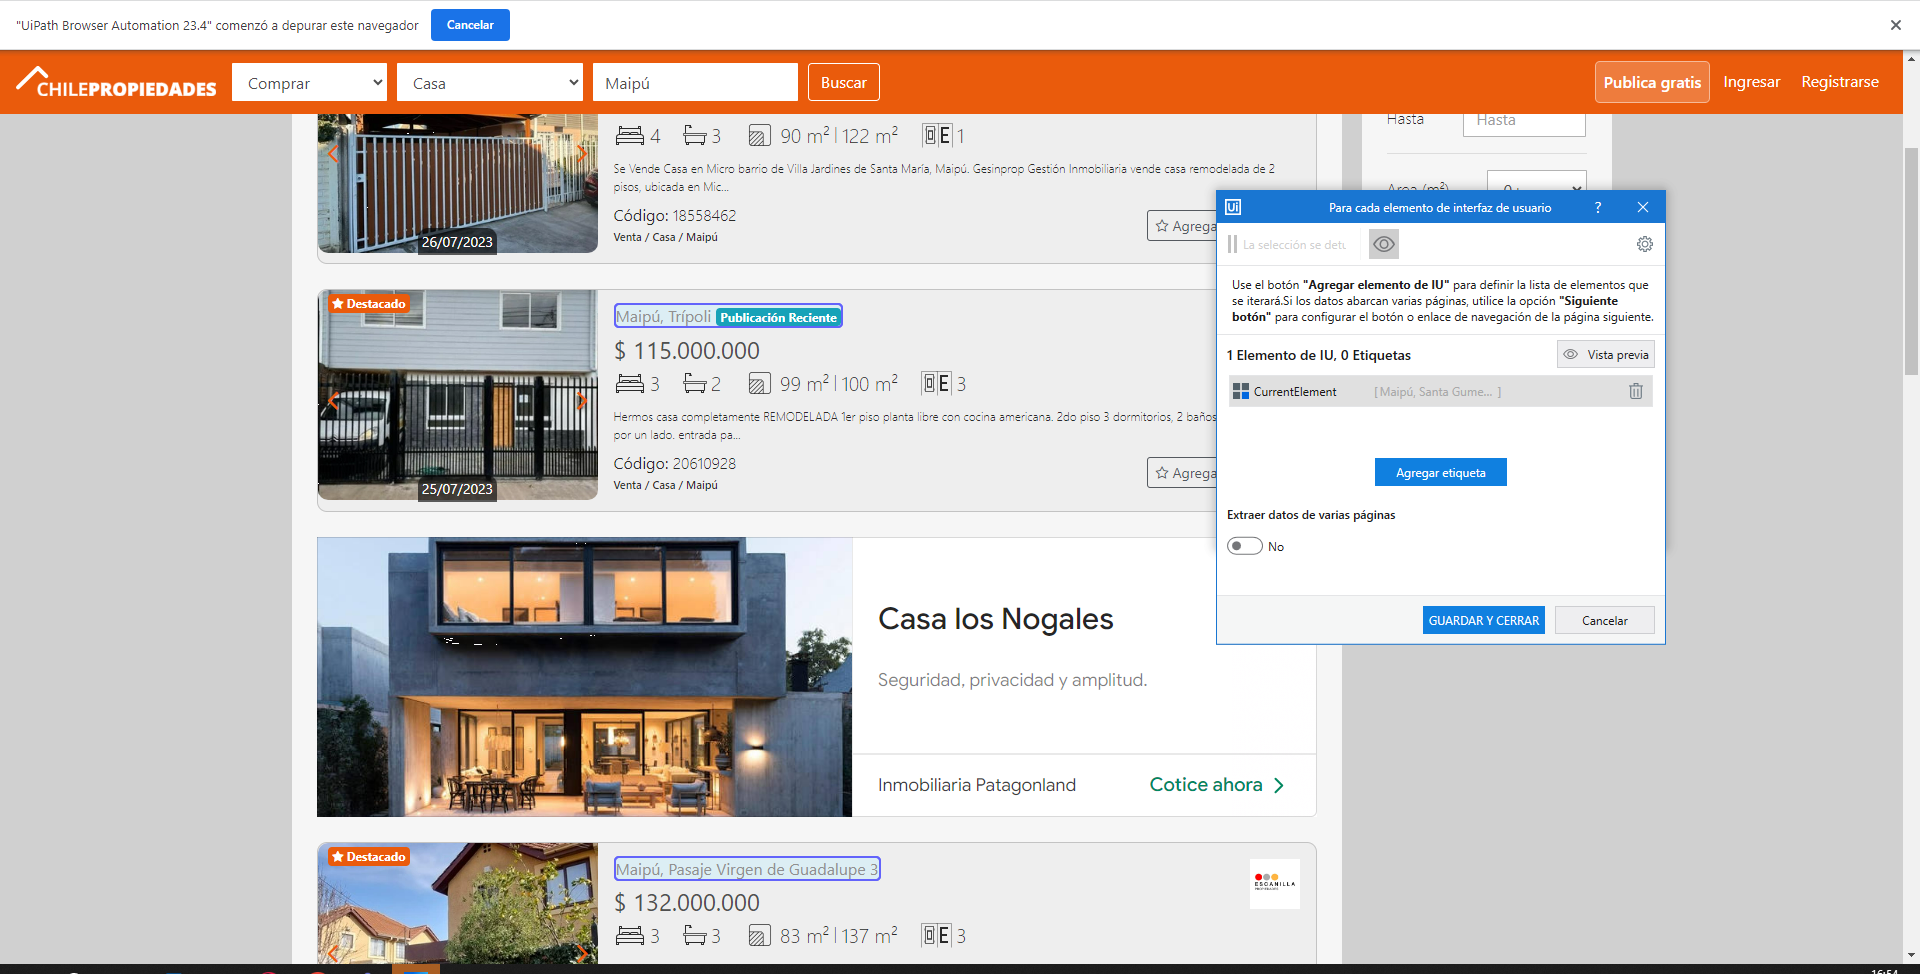 "UiPath Browser Automation 23.4" comenzó a depurar este navegador
Cancelar
CHILEPROPIEDADES
Comprar
Casa
Maipú
Buscar
Publica gratis
Ingresar
Registrarse
4
3
90 m² | 122 m²
E 1
Se Vende Casa en Micro barrio de Villa Jardines de Santa María, Maipú. Gesinprop Gestión Inmobiliaria vende casa remodelada de 2
pisos, ubicada en Mic...
Código: 18558462
Venta / Casa / Maipú
26/07/2023
Agrega
Hasta
Hasta
Area (m²)
Destacado
Maipú, Trípoli Publicación Reciente
$ 115.000.000
3
2
99 m² | 100 m²
E 3
Hermos casa completamente REMODELADA 1er piso planta libre con cocina americana. 2do piso 3 dormitorios, 2 baños
por un lado. entrada pa...
Código: 20610928
Venta / Casa / Maipú
25/07/2023
Agrega
Ui
Para cada elemento de interfaz de usuario
?
La selección se detu
Use el botón "Agregar elemento de IU" para definir la lista de elementos que
se iterará.Si los datos abarcan varias páginas, utilice la opción "Siguiente
botón" para configurar el botón o enlace de navegación de la página siguiente.
1 Elemento de IU, 0 Etiquetas
Vista previa
CurrentElement
[ Maipú, Santa Gume... ]
Agregar etiqueta
Extraer datos de varias páginas
No
GUARDAR Y CERRAR
Cancelar
Casa los Nogales
Seguridad, privacidad y amplitud.
Inmobiliaria Patagonland
Cotice ahora
Destacado
Maipú, Pasaje Virgen de Guadalupe 3
$ 132.000.000
3
3
83 m² | 137 m²
E 3
ESCANILLA
PROPIEDADES
16:54